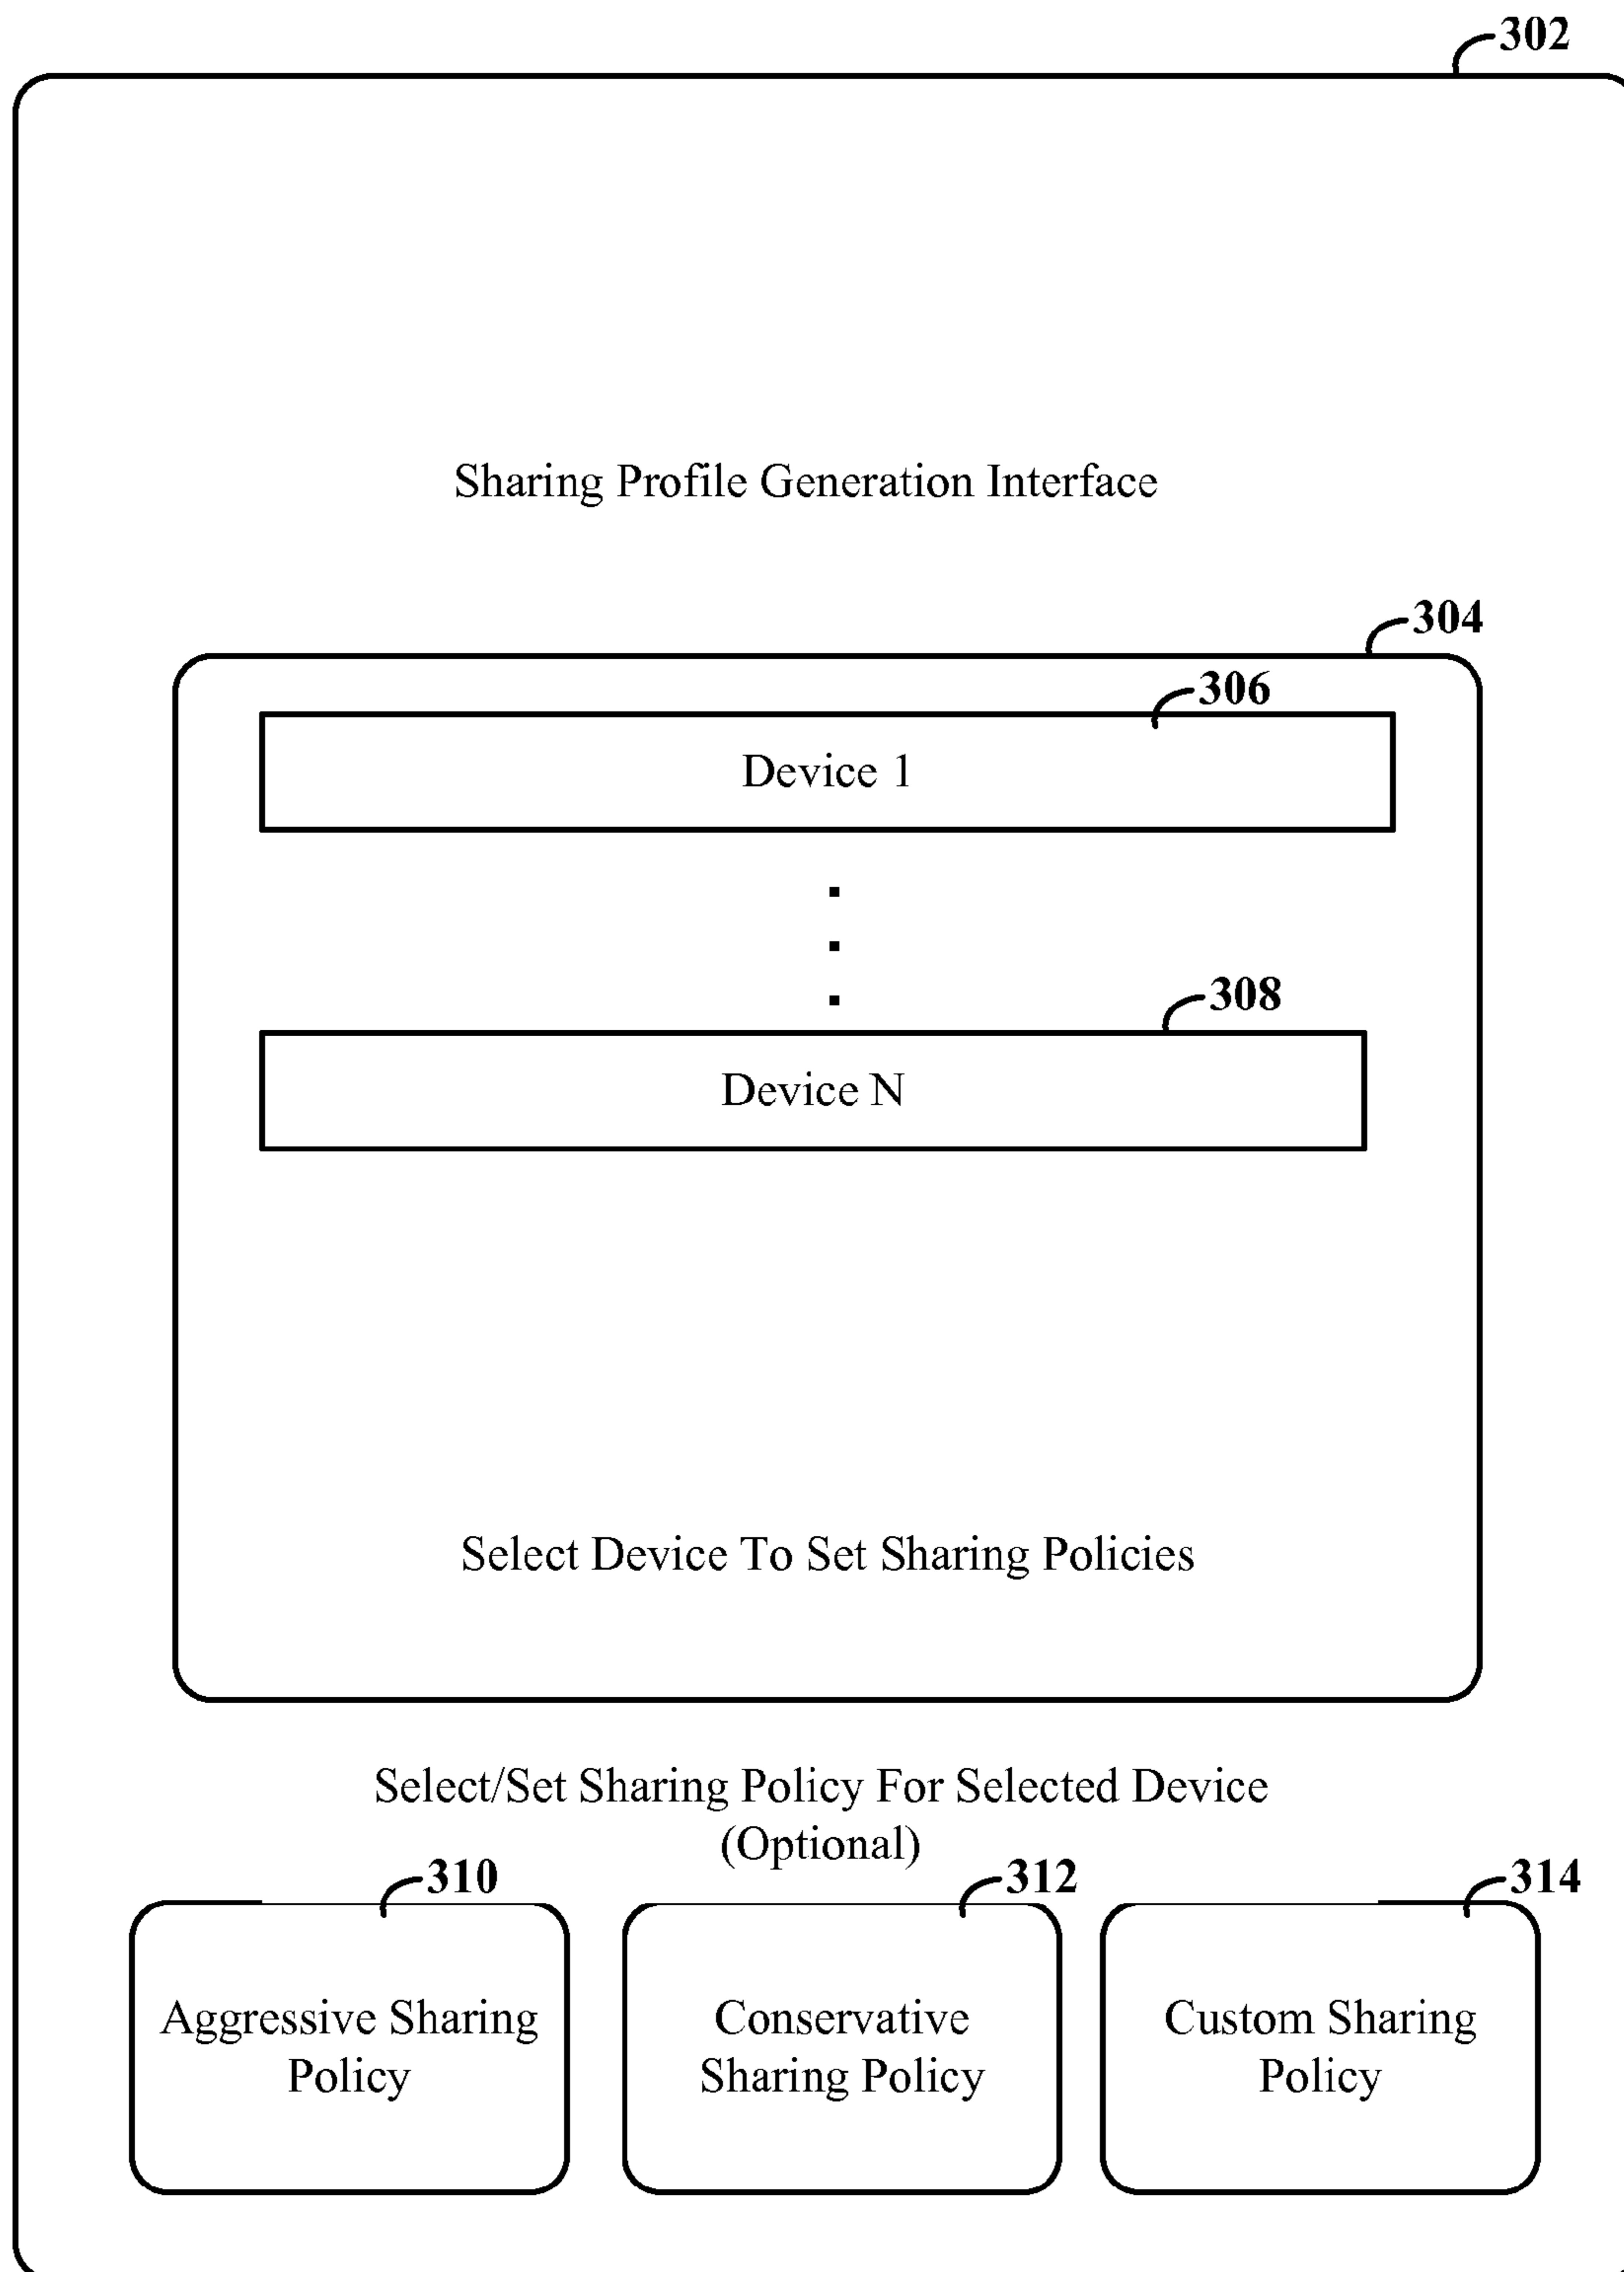 302
Sharing Profile Generation Interface
304
306
Device 1
308
Device N
Select Device To Set Sharing Policies
Select/Set Sharing Policy For Selected Device
(Optional)
310
Aggressive Sharing
Policy
312
Conservative
Sharing Policy
314
Custom Sharing
Policy